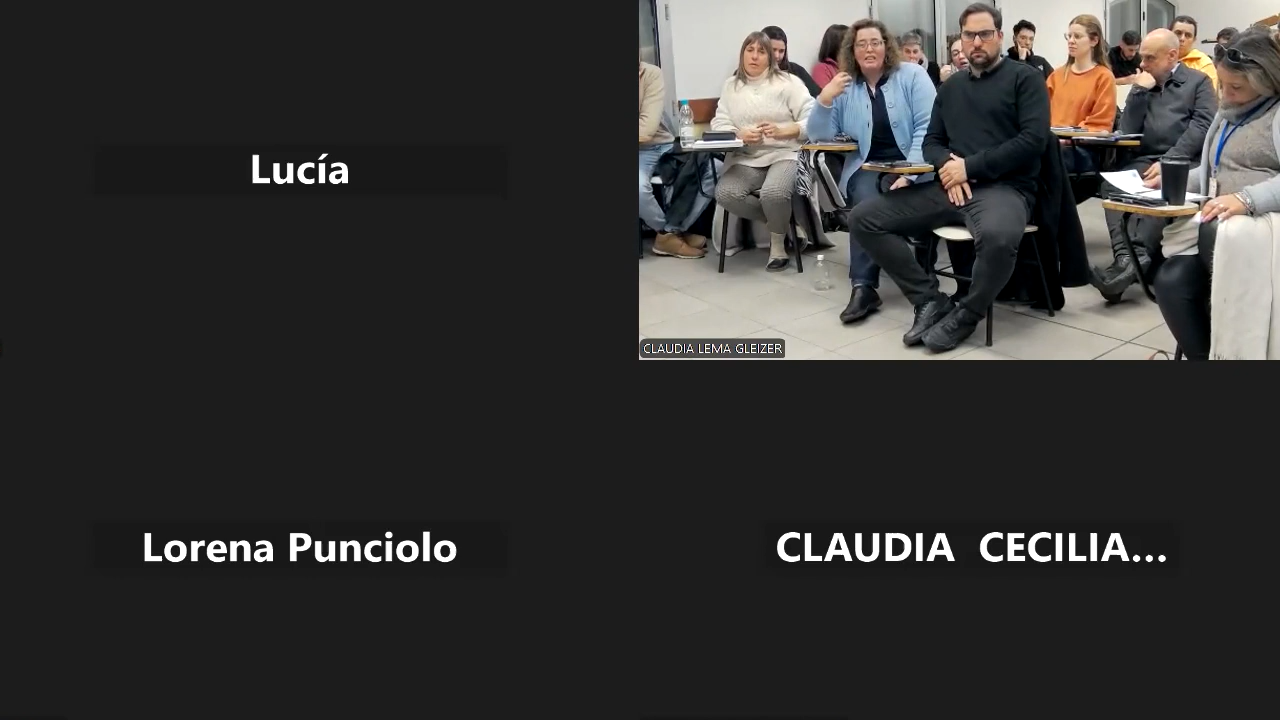 Lucía
CLAUDIA LEMA GLEIZER
Lorena Punciolo
CLAUDIA CECILIA...